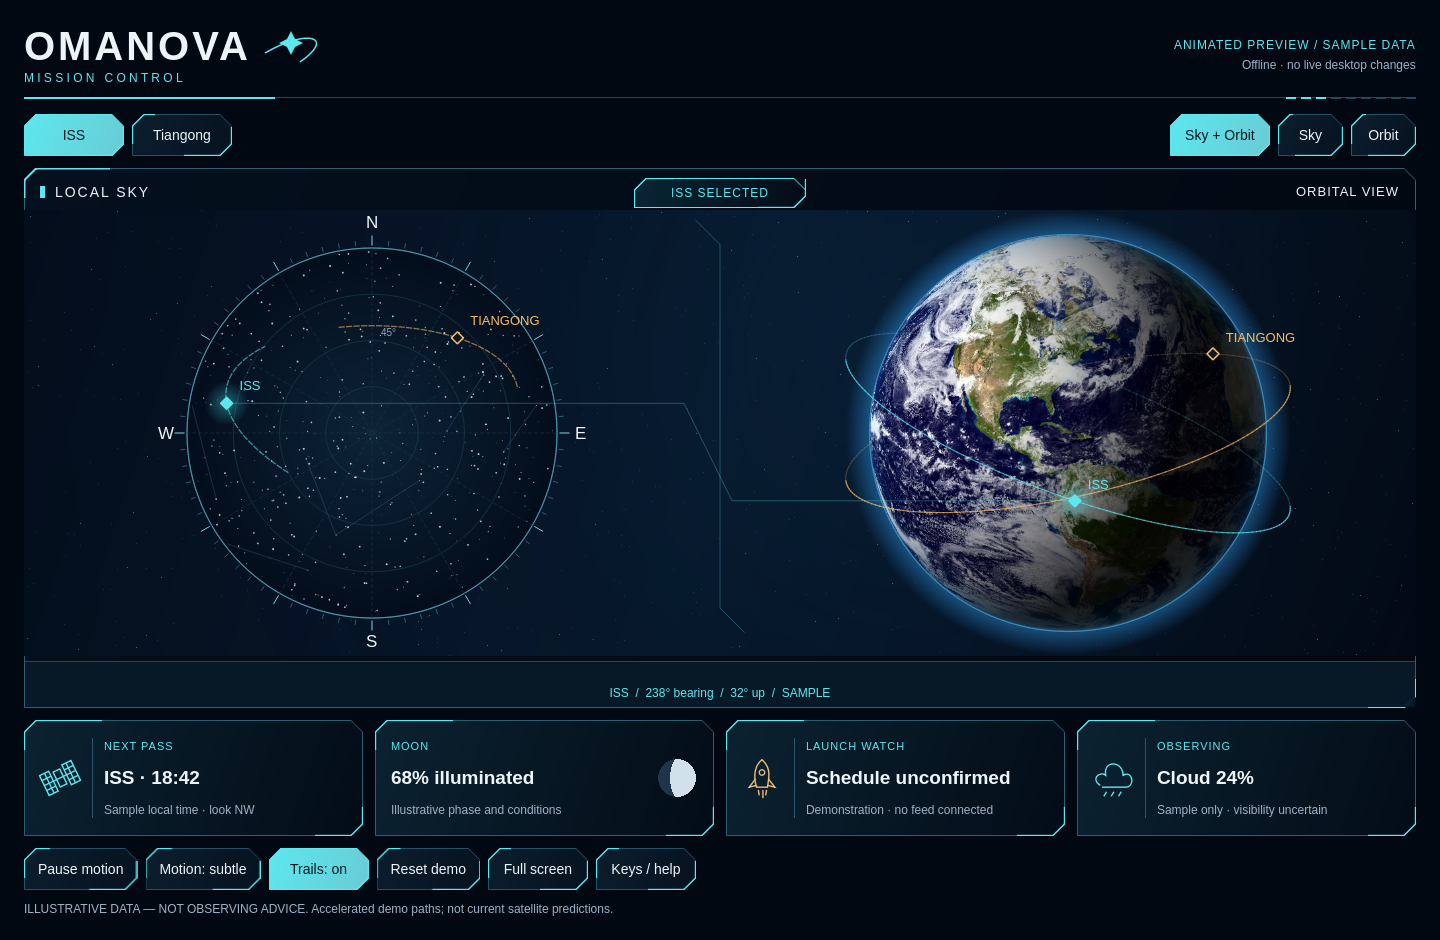 OMANOVA
MISSION CONTROL
ANIMATED PREVIEW / SAMPLE DATA
Offline · no live desktop changes
ISS
Tiangong
Sky + Orbit
Sky
Orbit
LOCAL SKY
ISS SELECTED
ORBITAL VIEW
N
TIANGONG
45°
ISS
W
E
S
TIANGONG
ISS
ISS / 238° bearing / 32° up / SAMPLE
NEXT PASS
ISS · 18:42
Sample local time · look NW
MOON
68% illuminated
Illustrative phase and conditions
LAUNCH WATCH
Schedule unconfirmed
Demonstration · no feed connected
OBSERVING
Cloud 24%
Sample only · visibility uncertain
Pause motion
Motion: subtle
Trails: on
Reset demo
Full screen
Keys / help
ILLUSTRATIVE DATA — NOT OBSERVING ADVICE. Accelerated demo paths; not current satellite predictions.